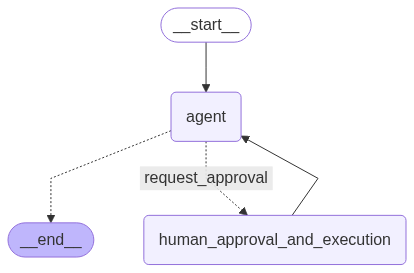 __start__
agent
request_approval
__end__
human_approval_and_execution